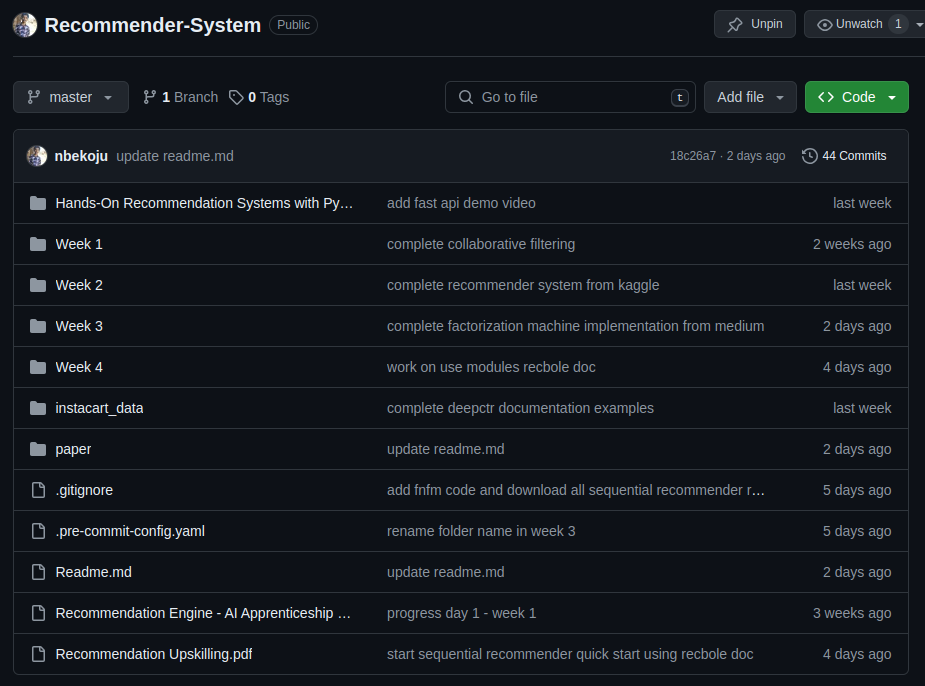 Recommender-System Public Unpin Unwatch 1
master 1 Branch 0 Tags Go to file t Add file Code
nbekoju update readme.md 18c26a7 · 2 days ago 44 Commits
Hands-On Recommendation Systems with Py… add fast api demo video last week
Week 1 complete collaborative filtering 2 weeks ago
Week 2 complete recommender system from kaggle last week
Week 3 complete factorization machine implementation from medium 2 days ago
Week 4 work on use modules recbole doc 4 days ago
instacart_data complete deepctr documentation examples last week
paper update readme.md 2 days ago
.gitignore add fnfm code and download all sequential recommender r… 5 days ago
.pre-commit-config.yaml rename folder name in week 3 5 days ago
Readme.md update readme.md 2 days ago
Recommendation Engine - AI Apprenticeship … progress day 1 - week 1 3 weeks ago
Recommendation Upskilling.pdf start sequential recommender quick start using recbole doc 4 days ago